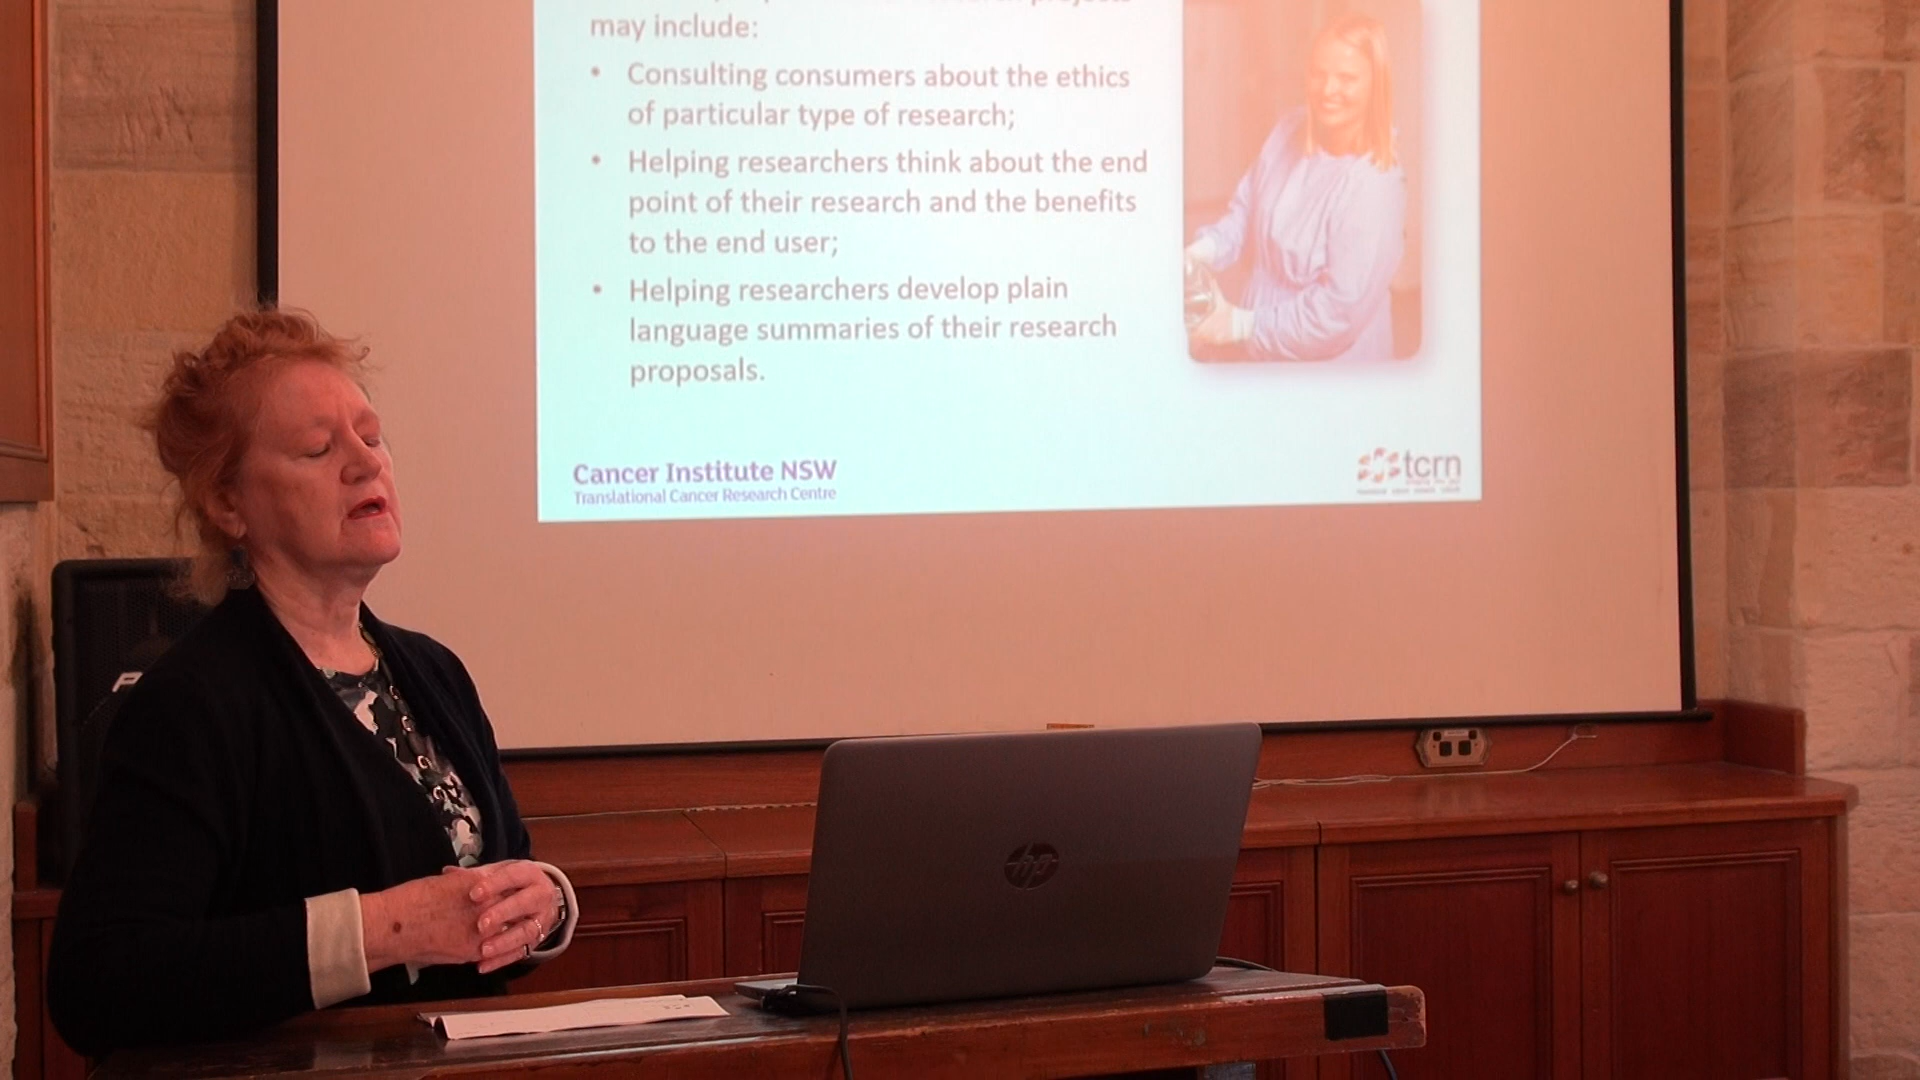 may include:
• Consulting consumers about the ethics
of particular type of research;
• Helping researchers think about the end
point of their research and the benefits
to the end user;
• Helping researchers develop plain
language summaries of their research
proposals.
Cancer Institute NSW
Translational Cancer Research Centre
tcrn
hp